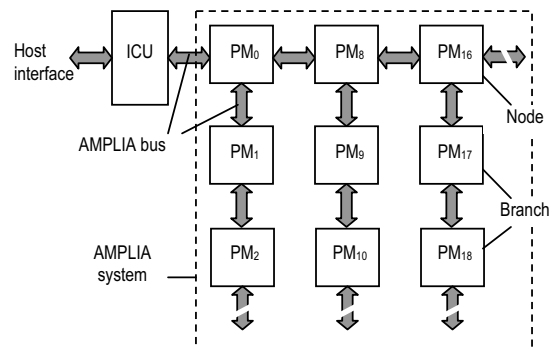 Host
interface
ICU
PM0
PM8
PM16
Node
AMPLIA bus
PM1
PM9
PM17
Branch
AMPLIA
system
PM2
PM10
PM18